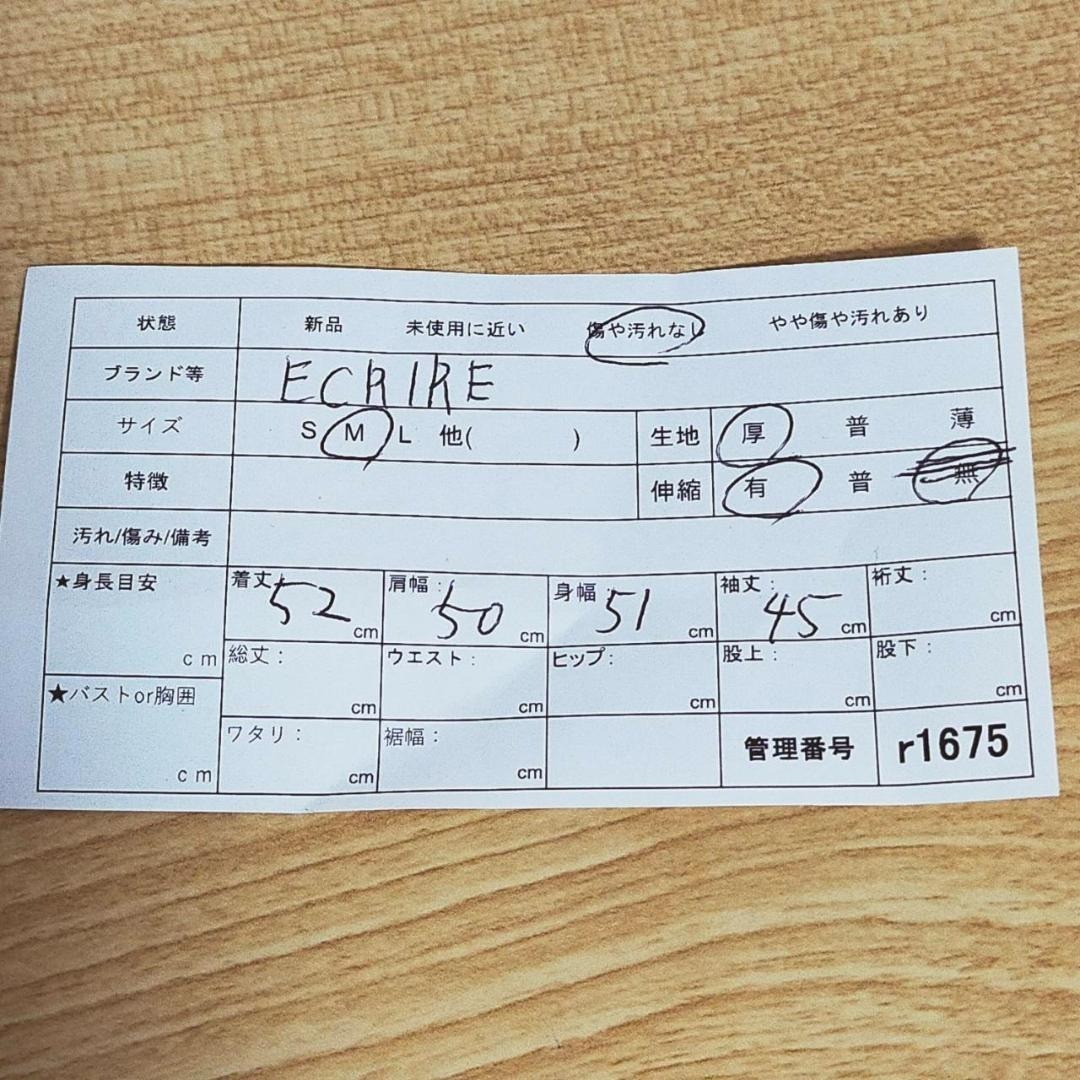 状態 新品 未使用に近い 傷や汚れなし やや傷や汚れあり
ブランド等 ECRIRE
サイズ S M L 他( ) 生地 厚 普 薄
特徴 伸縮 有 普 無
汚れ/傷み/備考
★身長目安 cm 着丈 52 cm 肩幅: 50 cm 身幅: 51 cm 袖丈: 45 cm 裄丈: cm
総丈: cm ウエスト: cm ヒップ: cm 股上: cm 股下: cm
★バストor胸囲 cm ワタリ: cm 裾幅: cm 管理番号 r1675